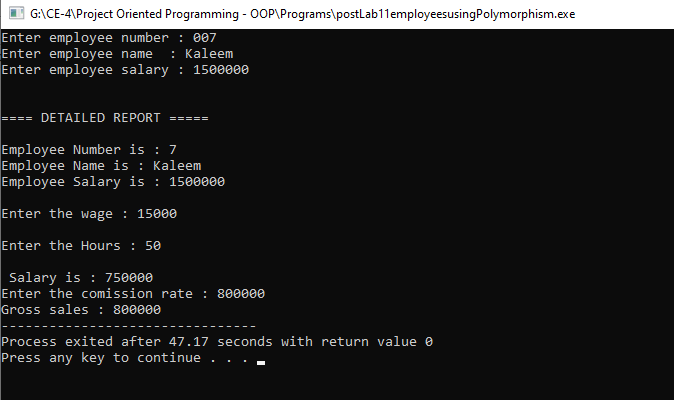 G:\CE-4\Project Oriented Programming - OOP\Programs\postLab11employeesusingPolymorphism.exe
Enter employee number : 007
Enter employee name  : Kaleem
Enter employee salary : 1500000
==== DETAILED REPORT =====
Employee Number is : 7
Employee Name is : Kaleem
Employee Salary is : 1500000
Enter the wage : 15000
Enter the Hours : 50
Salary is : 750000
Enter the comission rate : 800000
Gross sales : 800000
--------------------------------
Process exited after 47.17 seconds with return value 0
Press any key to continue . . .